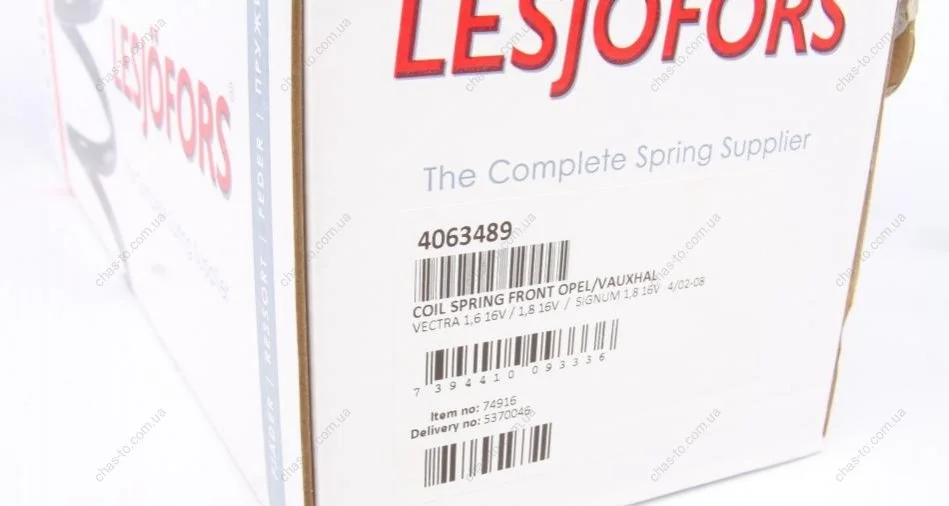 LESJÖFORS
The Complete Spring Supplier
4063489
COIL SPRING FRONT OPEL/VAUXHAL
VECTRA 1,6 16V / 1,8 16V / SIGNUM 1,8 16V 4/02-08
7 394410 093336
Item no: 74916
Delivery no: 5370046
LESJÖFORS
FJÄDER / RESSORT / FEDER / ПРУЖИ
chas-to.com.ua